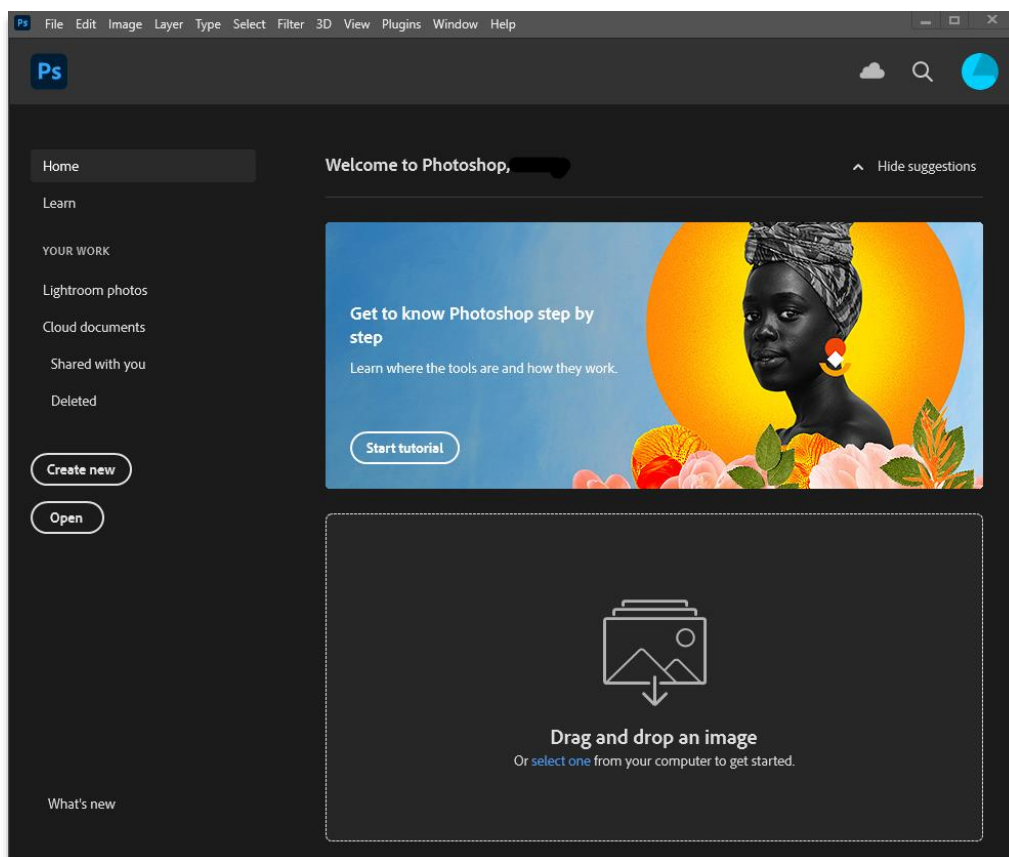 Ps File Edit Image Layer Type Select Filter 3D View Plugins Window Help
Ps
Home
Learn
YOUR WORK
Lightroom photos
Cloud documents
Shared with you
Deleted
Create new
Open
What's new
Welcome to Photoshop,
Hide suggestions
Get to know Photoshop step by
step
Learn where the tools are and how they work.
Start tutorial
Drag and drop an image
Or select one from your computer to get started.